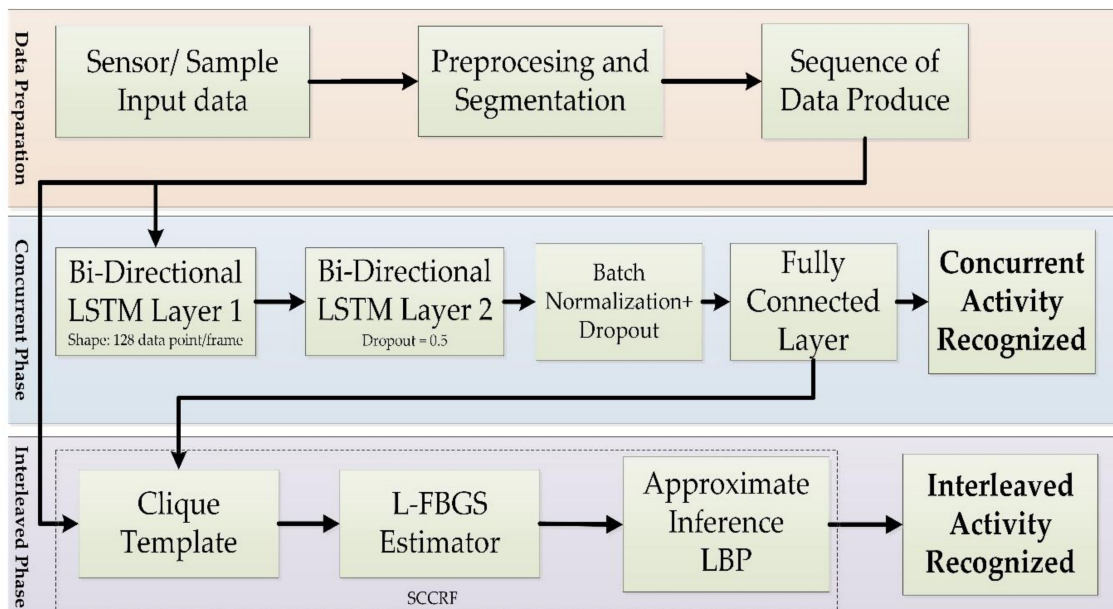 Data Preparation
Sensor/ Sample
Input data
Preprocesing and
Segmentation
Sequence of
Data Produce
Concurrent Phase
Bi-Directional
LSTM Layer 1
Shape: 128 data point/frame
Bi-Directional
LSTM Layer 2
Dropout = 0.5
Batch
Normalization+
Dropout
Fully
Connected
Layer
Concurrent
Activity
Recognized
Interleaved Phase
Clique
Template
L-FBGS
Estimator
Approximate
Inference
LBP
Interleaved
Activity
Recognized
SCCRF